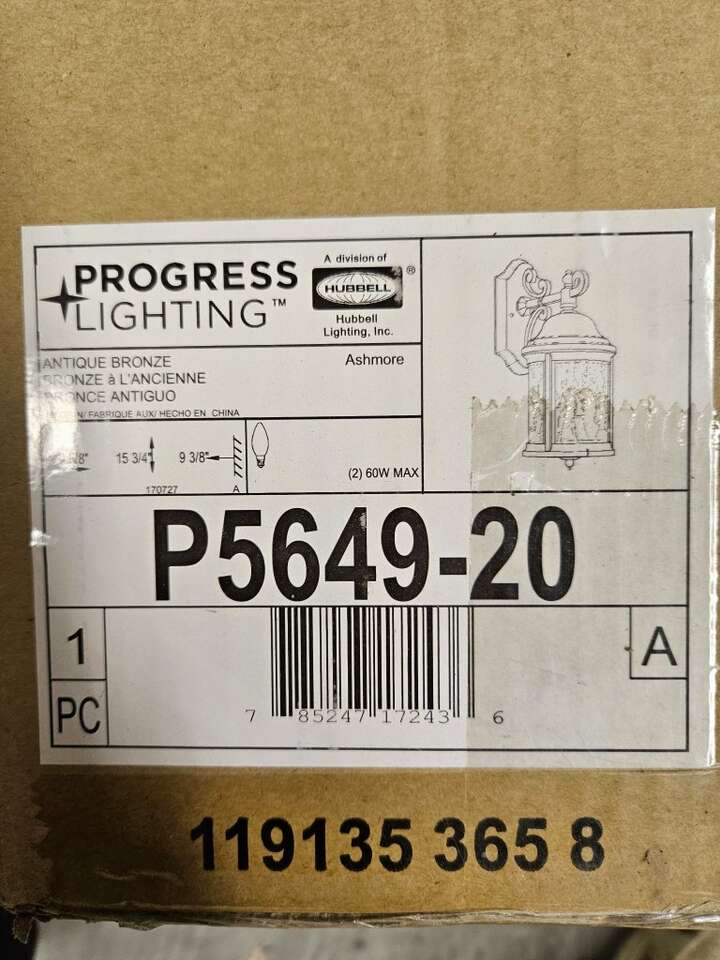 PROGRESS
LIGHTING™
A division of
HUBBELL®
Hubbell
Lighting, Inc.
ANTIQUE BRONZE
Ashmore
BRONZE à L'ANCIENNE
BRONCE ANTIGUO
FABRIQUE AUX/ HECHO EN CHINA
15 3/4" 9 3/8"
(2) 60W MAX
170727 A
P5649-20
1
PC
A
7 85247 17243 6
119135 365 8